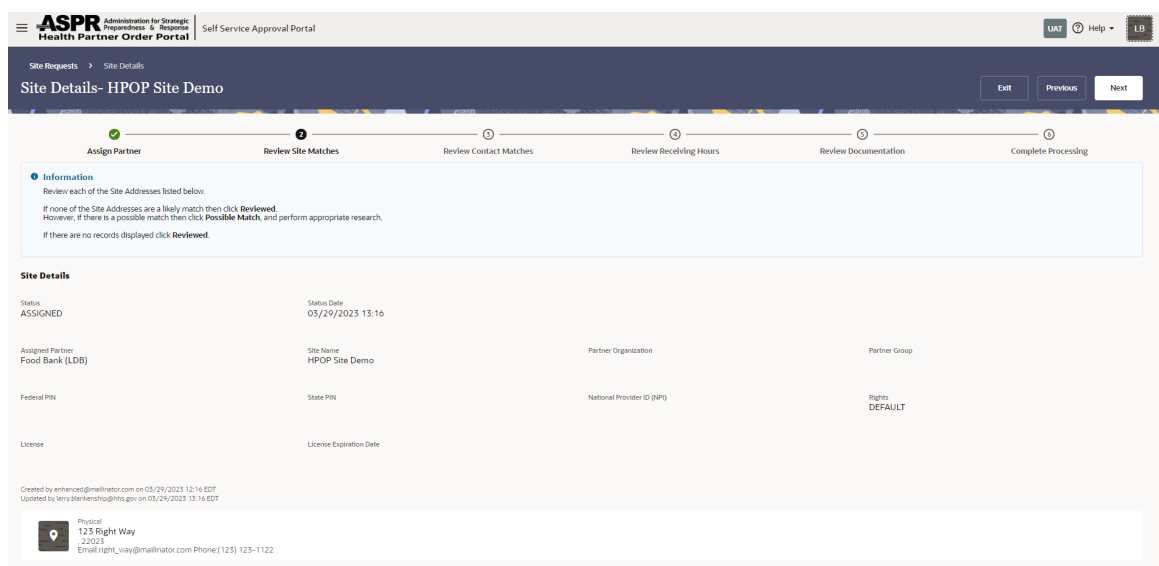 ASPR Administration for Strategic Preparedness & Response
Health Partner Order Portal
Self Service Approval Portal
UAT
Help
LB
Site Requests > Site Details
Site Details- HPOP Site Demo
Exit
Previous
Next
2
3
4
5
6
Assign Partner
Review Site Matches
Review Contact Matches
Review Receiving Hours
Review Documentation
Complete Processing
Information
Review each of the Site Addresses listed below.
If none of the Site Addresses are a likely match then click Reviewed.
However, if there is a possible match then click Possible Match, and perform appropriate research.
If there are no records displayed click Reviewed.
Site Details
Status
ASSIGNED
Status Date
03/29/2023 13:16
Assigned Partner
Food Bank (LDB)
Site Name
HPOP Site Demo
Partner Organization
Partner Group
Federal PIN
State PIN
National Provider ID (NPI)
Rights
DEFAULT
License
License Expiration Date
Created by enhanced@mailinator.com on 03/29/2023 12:16 EDT
Updated by larry.blankenship@hhs.gov on 03/29/2023 13:16 EDT
Physical
123 Right Way
, 22023
Email:right_way@mailinator.com Phone:(123) 123-1122